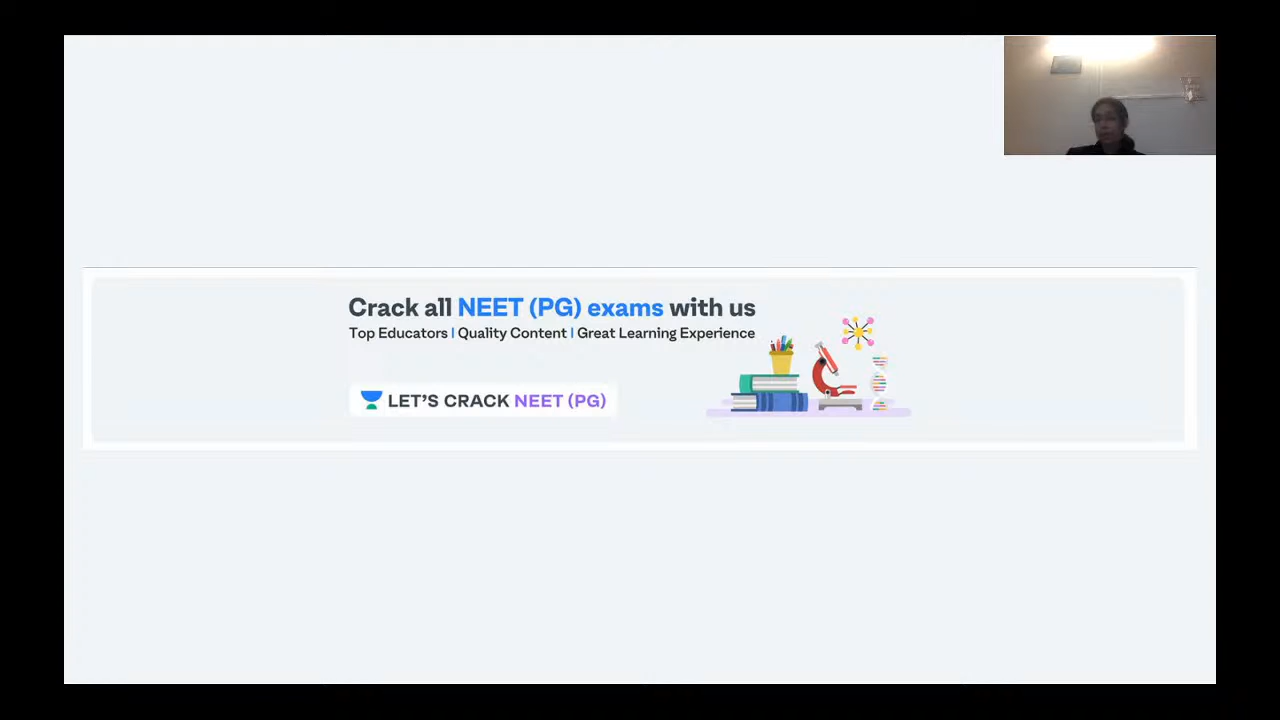 Crack all NEET (PG) exams with us
Top Educators | Quality Content | Great Learning Experience
LET'S CRACK NEET (PG)